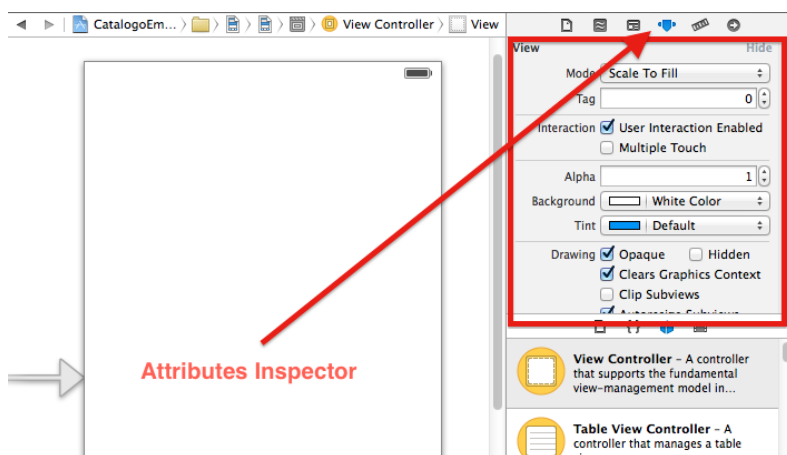 CatalogoEm... View Controller View
View Hide
Mode Scale To Fill
Tag 0
Interaction User Interaction Enabled
Multiple Touch
Alpha 1
Background White Color
Tint Default
Drawing Opaque Hidden
Clears Graphics Context
Clip Subviews
Autoresize Subviews
Attributes Inspector
View Controller – A controller
that supports the fundamental
view-management model in...
Table View Controller – A
controller that manages a table